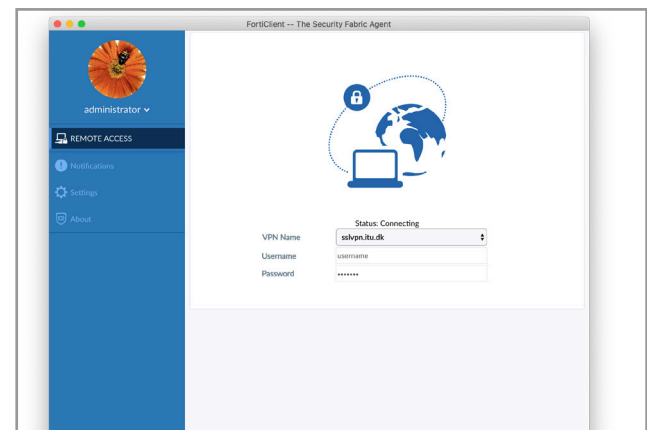 FortiClient -- The Security Fabric Agent
administrator
REMOTE ACCESS
Notifications
Settings
About
Status: Connecting
VPN Name sslvpn.itu.dk
Username username
Password •••••••